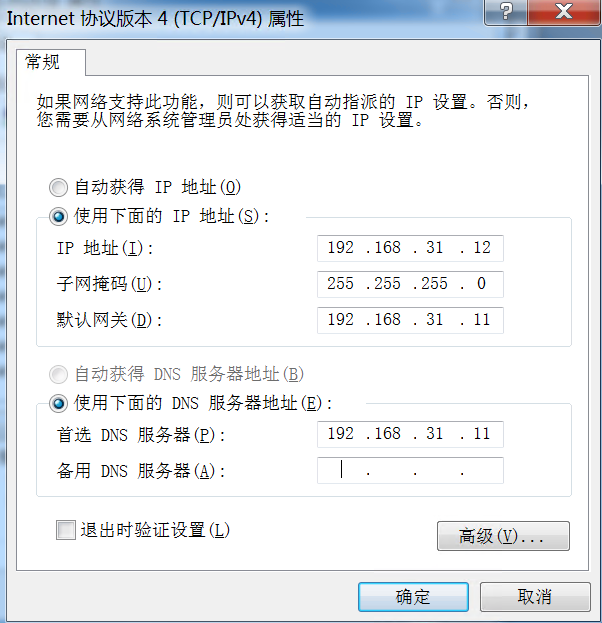 Internet 协议版本 4 (TCP/IPv4) 属性
?
常规
如果网络支持此功能，则可以获取自动指派的 IP 设置。否则，
您需要从网络系统管理员处获得适当的 IP 设置。
自动获得 IP 地址(O)
使用下面的 IP 地址(S):
IP 地址(I): 192 .168 . 31 . 12
子网掩码(U): 255 .255 .255 . 0
默认网关(D): 192 .168 . 31 . 11
自动获得 DNS 服务器地址(B)
使用下面的 DNS 服务器地址(E):
首选 DNS 服务器(P): 192 .168 . 31 . 11
备用 DNS 服务器(A): . . .
退出时验证设置(L)
高级(V)...
确定 取消